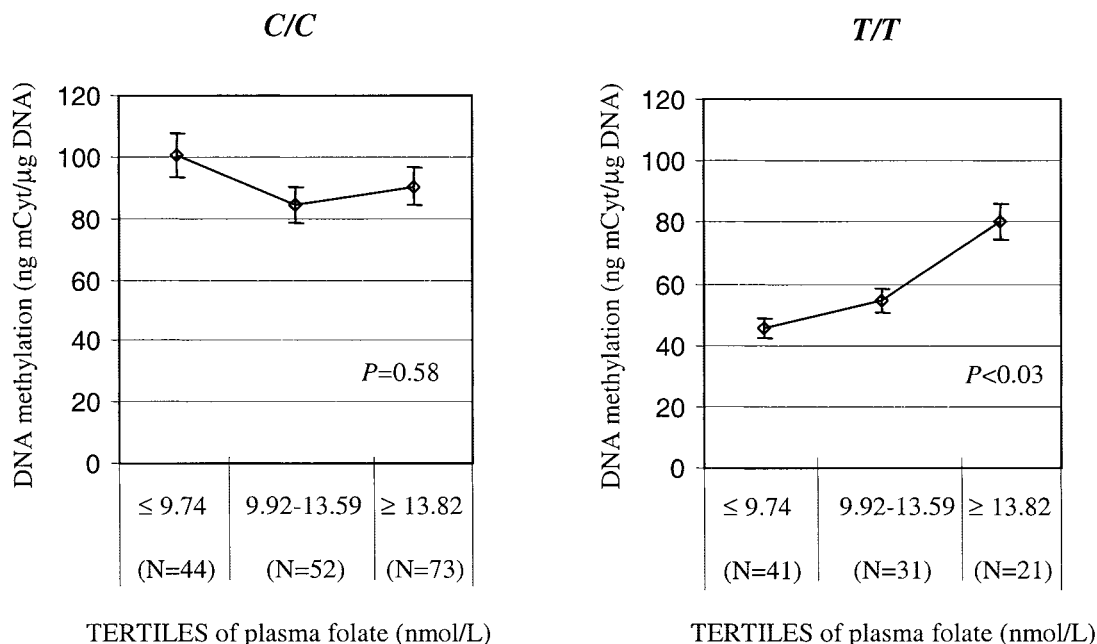 C/C
DNA methylation (ng mCyt/µg DNA)
120
100
80
60
40
20
0
P=0.58
≤ 9.74 9.92-13.59 ≥ 13.82
(N=44) (N=52) (N=73)
TERTILES of plasma folate (nmol/L)
T/T
DNA methylation (ng mCyt/µg DNA)
120
100
80
60
40
20
0
P<0.03
≤ 9.74 9.92-13.59 ≥ 13.82
(N=41) (N=31) (N=21)
TERTILES of plasma folate (nmol/L)